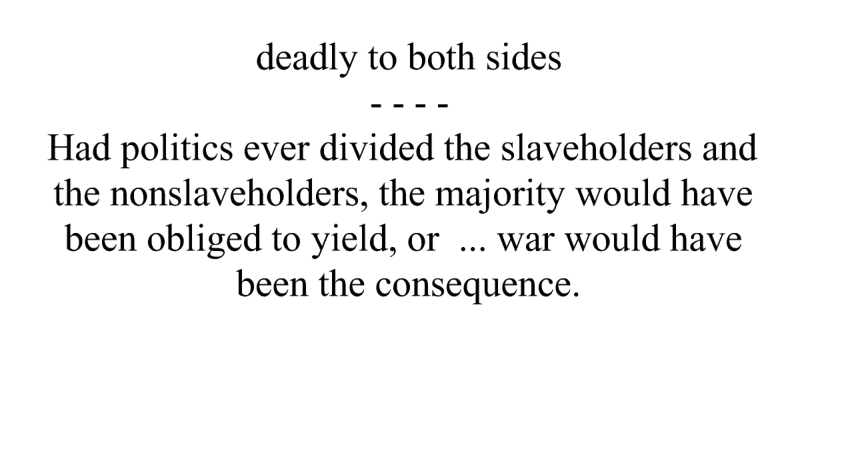 deadly to both sides
- - - -
Had politics ever divided the slaveholders and
the nonslaveholders, the majority would have
been obliged to yield, or  ... war would have
been the consequence.